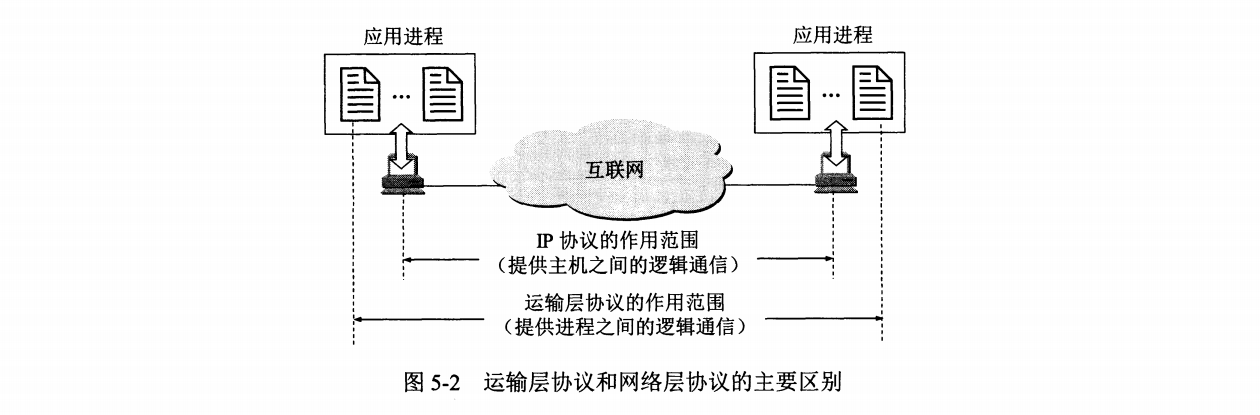 应用进程
应用进程
...
...
互联网
IP 协议的作用范围
（提供主机之间的逻辑通信）
运输层协议的作用范围
（提供进程之间的逻辑通信）
图 5-2 运输层协议和网络层协议的主要区别